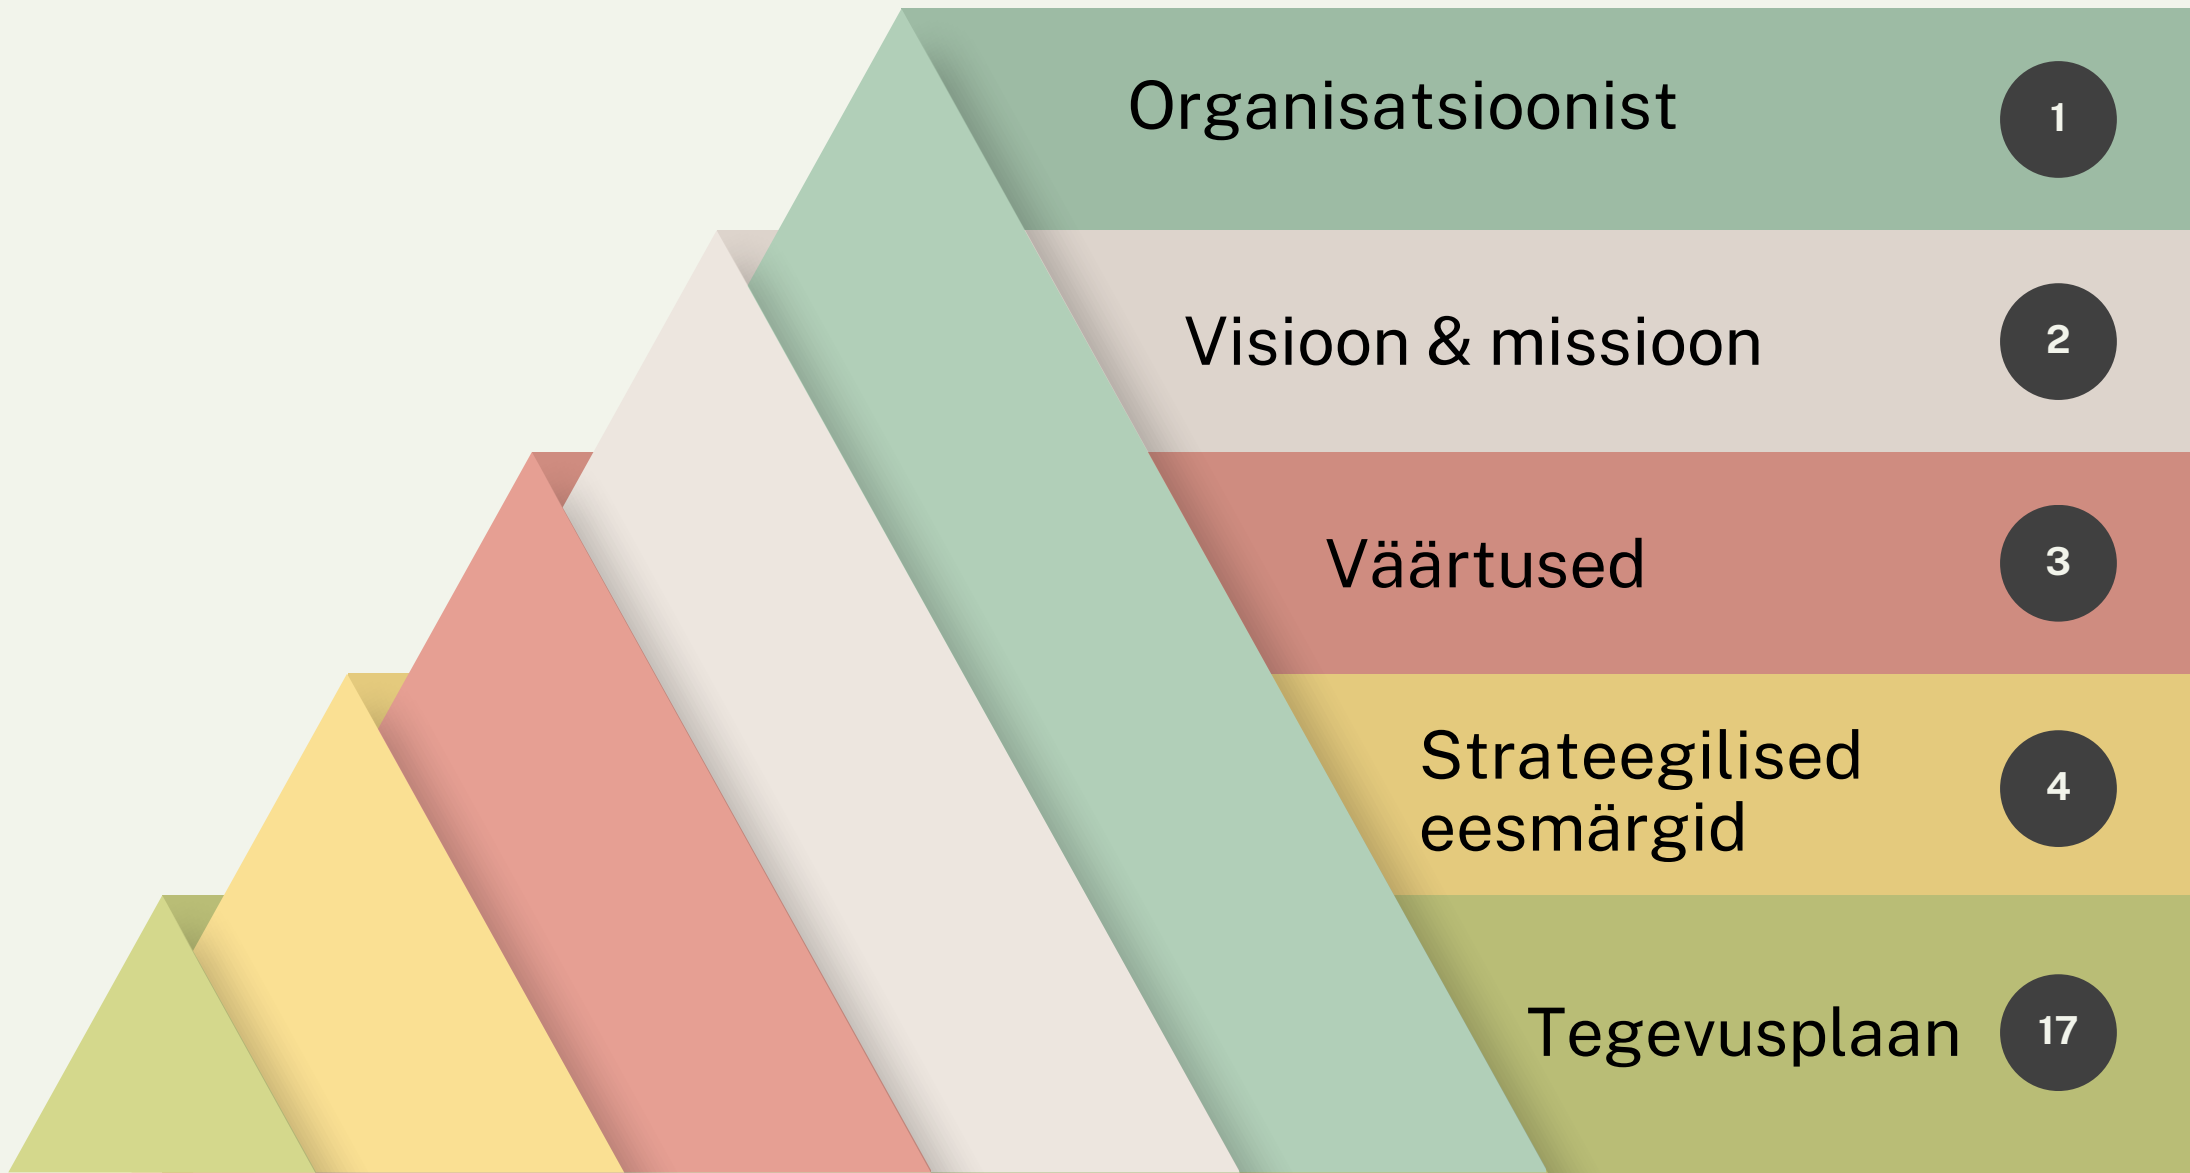 Organisatsioonist 1
Visioon & missioon 2
Väärtused 3
Strateegilised
eesmärgid 4
Tegevusplaan 17